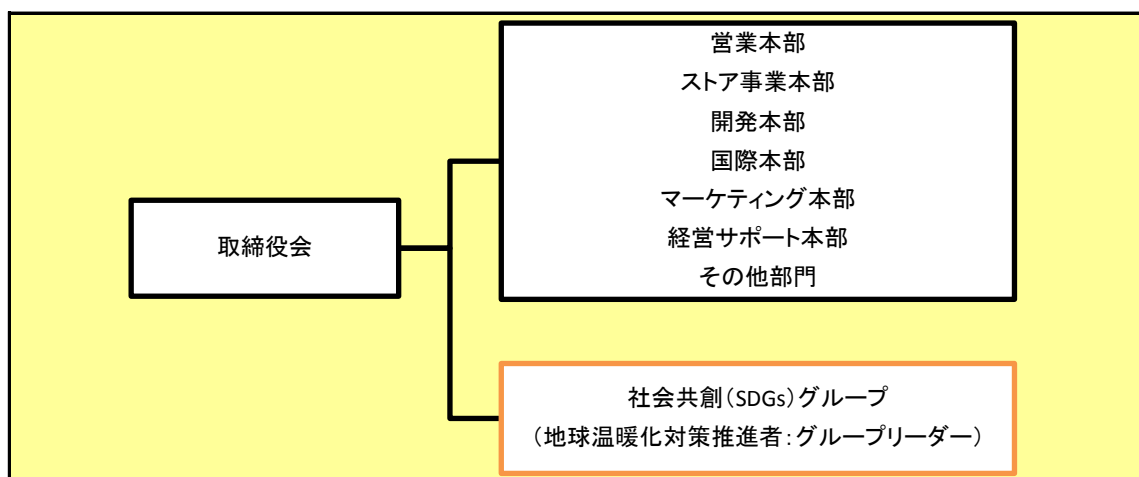 営業本部
ストア事業本部
開発本部
国際本部
マーケティング本部
経営サポート本部
その他部門
取締役会
社会共創(SDGs)グループ
(地球温暖化対策推進者:グループリーダー)